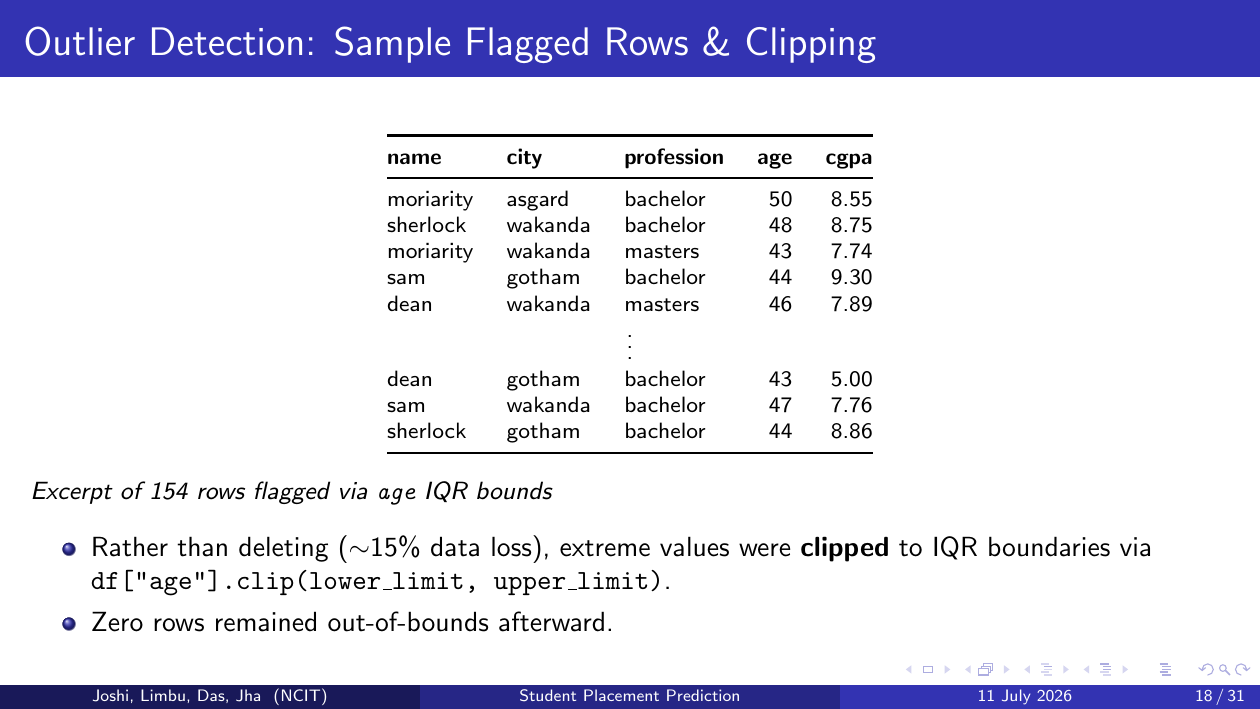 Outlier Detection: Sample Flagged Rows & Clipping
name city profession age cgpa
moriarity asgard bachelor 50 8.55
sherlock wakanda bachelor 48 8.75
moriarity wakanda masters 43 7.74
sam gotham bachelor 44 9.30
dean wakanda masters 46 7.89
⋮
dean gotham bachelor 43 5.00
sam wakanda bachelor 47 7.76
sherlock gotham bachelor 44 8.86
Excerpt of 154 rows flagged via age IQR bounds
Rather than deleting (∼15% data loss), extreme values were clipped to IQR boundaries via
df["age"].clip(lower_limit, upper_limit).
Zero rows remained out-of-bounds afterward.
Joshi, Limbu, Das, Jha (NCIT) Student Placement Prediction 11 July 2026 18 / 31